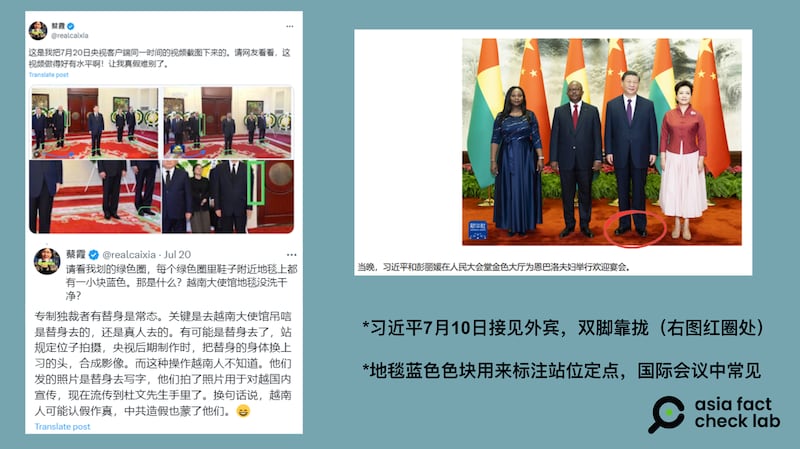 蔡霞
@realcaixia
这是我把7月20日央视客户端同一时间的视频截图下来的。请网友看看，这
视频做得好有水平啊！让我真假难别了。
Translate post
蔡霞 @realcaixia · Jul 20
请看我划的绿色圈，每个绿色圈里鞋子附近地毯上都
有一小块蓝色。那是什么？越南大使馆地毯没洗干
净？
专制独裁者有替身是常态。关键是去越南大使馆吊唁
是替身去的，还是真人去的。有可能是替身去了，站
规定位子拍摄，央视后期制作时，把替身的身体换上
习的头，合成影像。而这种操作越南人不知道。他们
发的照片是替身去写字，他们拍了照片用于对越国内
宣传，现在流传到杜文先生手里了。换句话说，越南
人可能认假作真，中共造假也蒙了他们。😄
Translate post
新华社
当晚，习近平和彭丽媛在人民大会堂金色大厅为恩巴洛夫妇举行欢迎宴会。
*习近平7月10日接见外宾，双脚靠拢（右图红圈处）
*地毯蓝色色块用来标注站位定点，国际会议中常见
asia fact
check lab